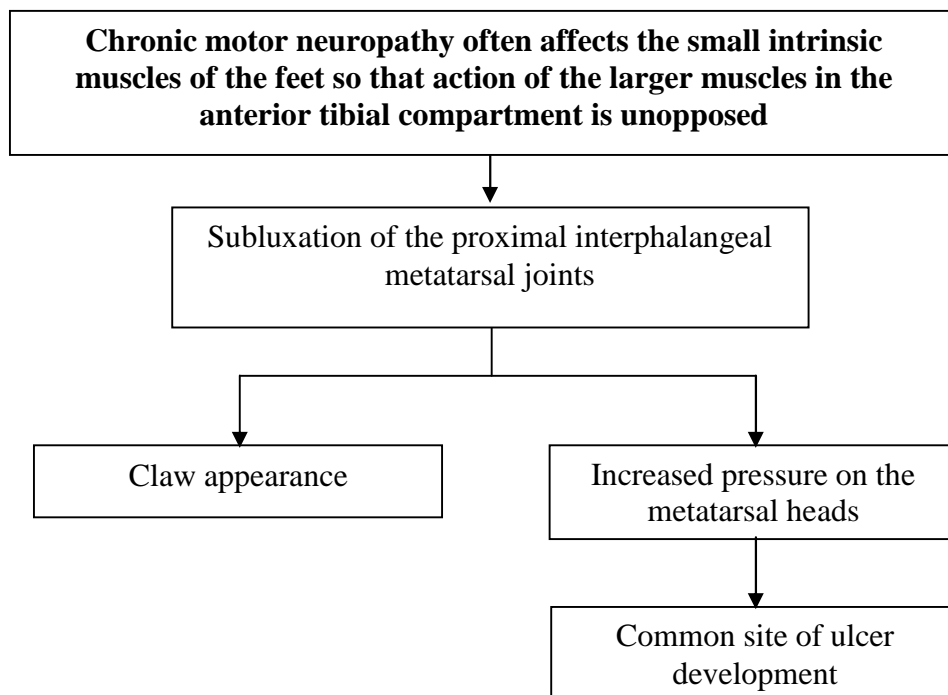 Chronic motor neuropathy often affects the small intrinsic
muscles of the feet so that action of the larger muscles in the
anterior tibial compartment is unopposed
Subluxation of the proximal interphalangeal
metatarsal joints
Claw appearance
Increased pressure on the
metatarsal heads
Common site of ulcer
development